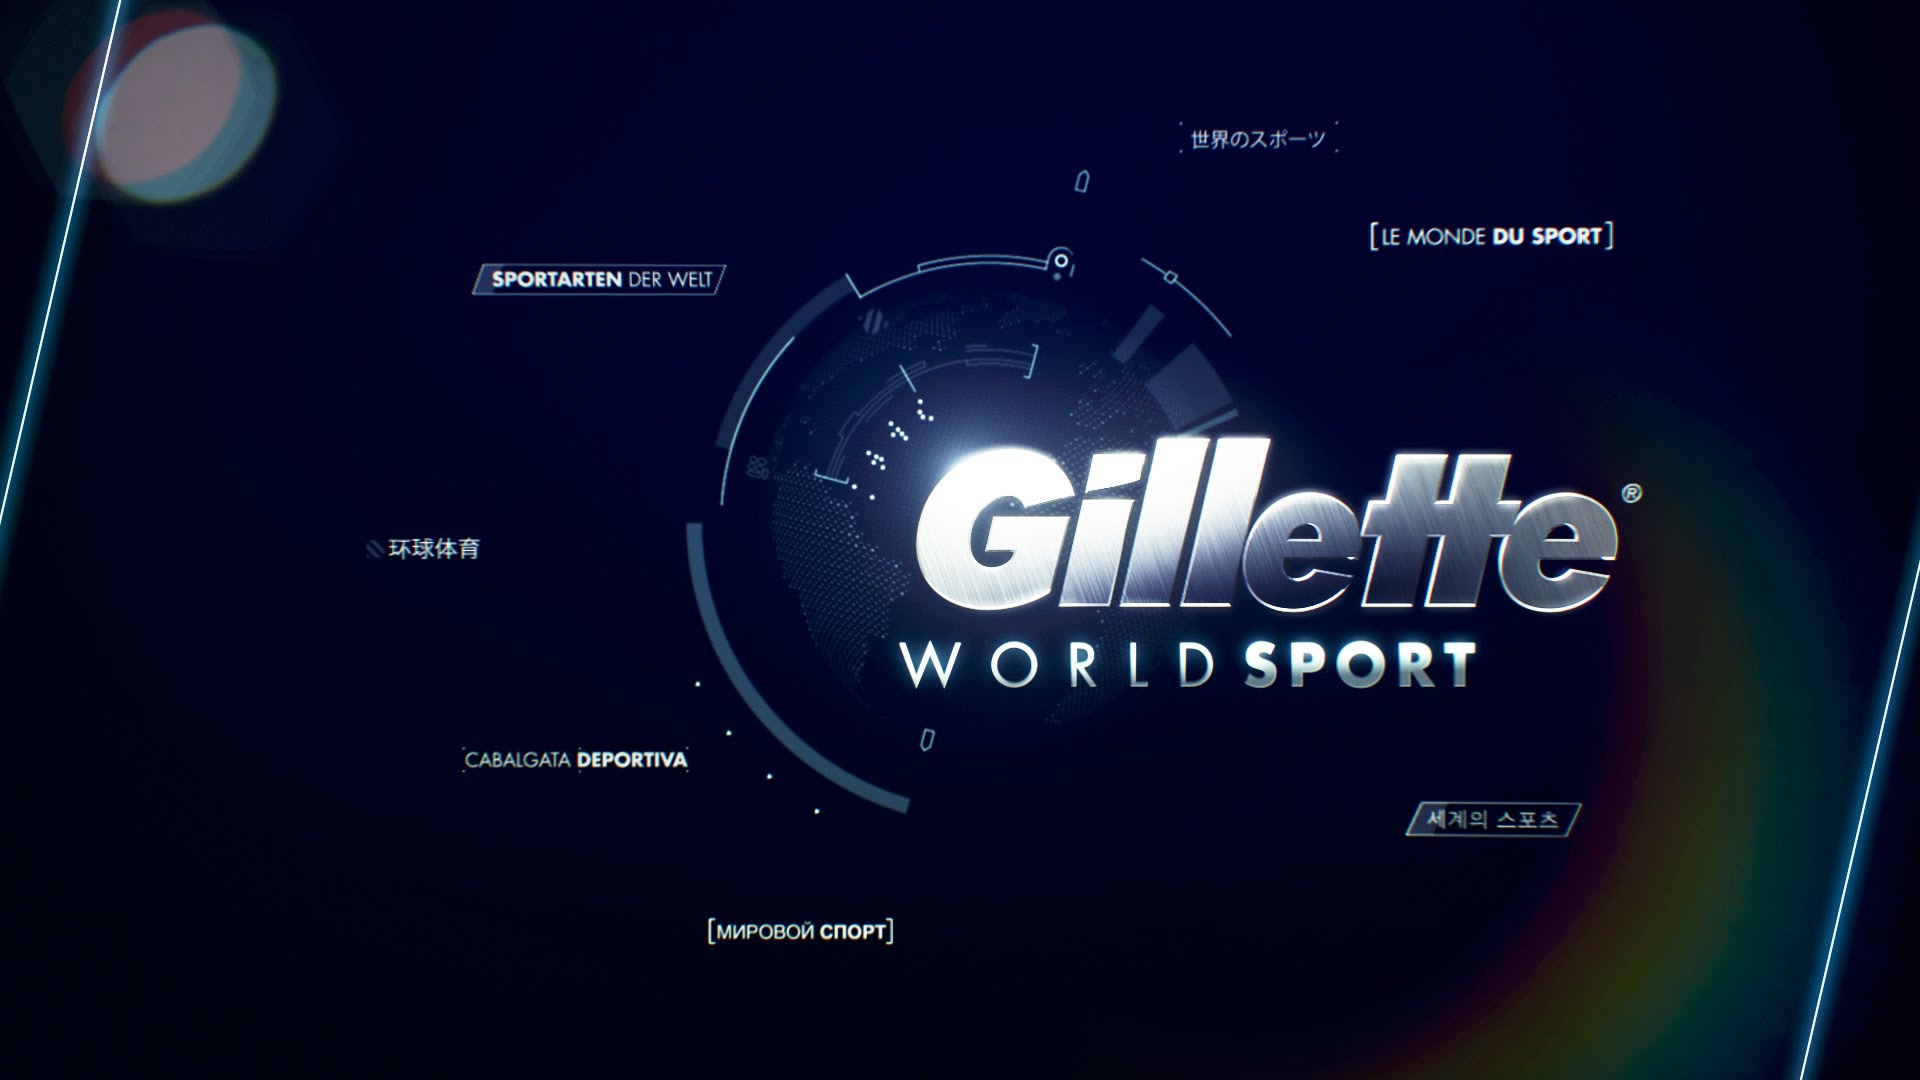 世界のスポーツ
[LE MONDE DU SPORT]
SPORTARTEN DER WELT
Gillette®
环球体育
WORLD SPORT
CABALGATA DEPORTIVA
세계의 스포츠
[МИРОВОЙ СПОРТ]